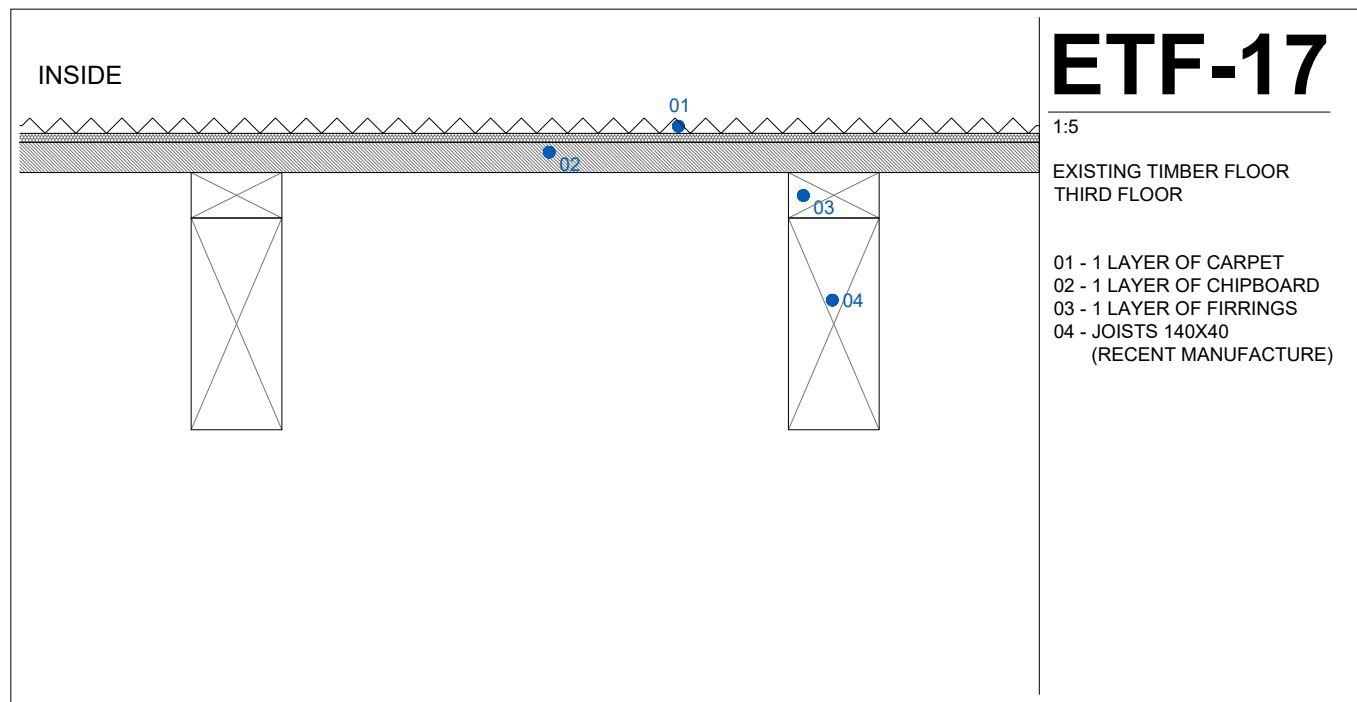 INSIDE
01
02
03
04
ETF-17
1:5
EXISTING TIMBER FLOOR
THIRD FLOOR
01 - 1 LAYER OF CARPET
02 - 1 LAYER OF CHIPBOARD
03 - 1 LAYER OF FIRRINGS
04 - JOISTS 140X40
(RECENT MANUFACTURE)